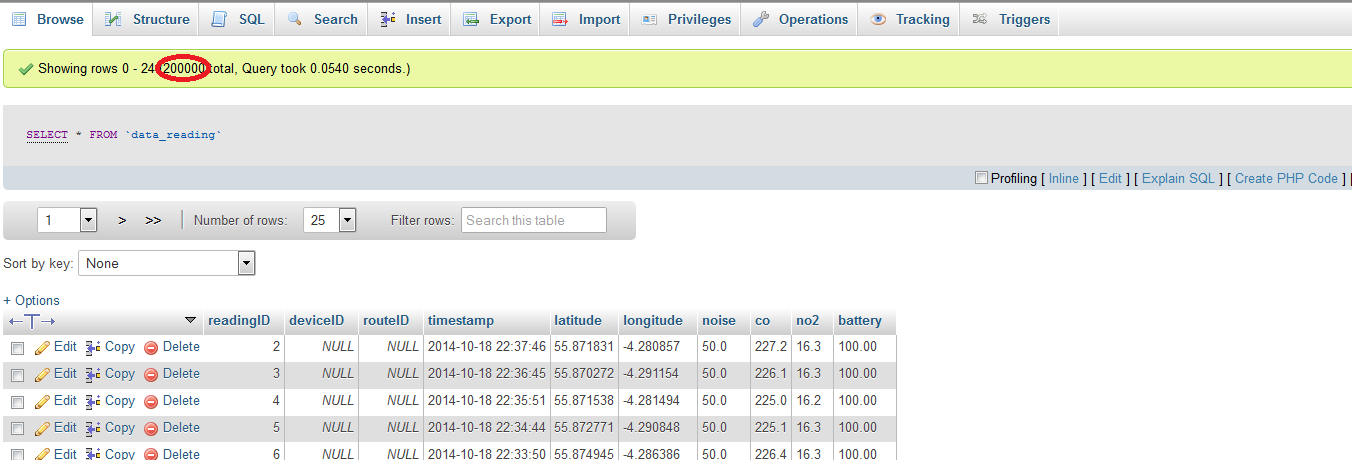 Browse Structure SQL Search Insert Export Import Privileges Operations Tracking Triggers
Showing rows 0 - 24 200000 total, Query took 0.0540 seconds.)
SELECT * FROM `data_reading`
Profiling [ Inline ] [ Edit ] [ Explain SQL ] [ Create PHP Code ]
1 > >> Number of rows: 25 Filter rows: Search this table
Sort by key: None
+ Options
←T→ readingID deviceID routeID timestamp latitude longitude noise co no2 battery
Edit Copy Delete 2 NULL NULL 2014-10-18 22:37:46 55.871831 -4.280857 50.0 227.2 16.3 100.00
Edit Copy Delete 3 NULL NULL 2014-10-18 22:36:45 55.870272 -4.291154 50.0 226.1 16.3 100.00
Edit Copy Delete 4 NULL NULL 2014-10-18 22:35:51 55.871538 -4.281494 50.0 225.0 16.2 100.00
Edit Copy Delete 5 NULL NULL 2014-10-18 22:34:44 55.872771 -4.290848 50.0 225.1 16.3 100.00
Edit Copy Delete 6 NULL NULL 2014-10-18 22:33:50 55.874945 -4.286386 50.0 226.4 16.3 100.00